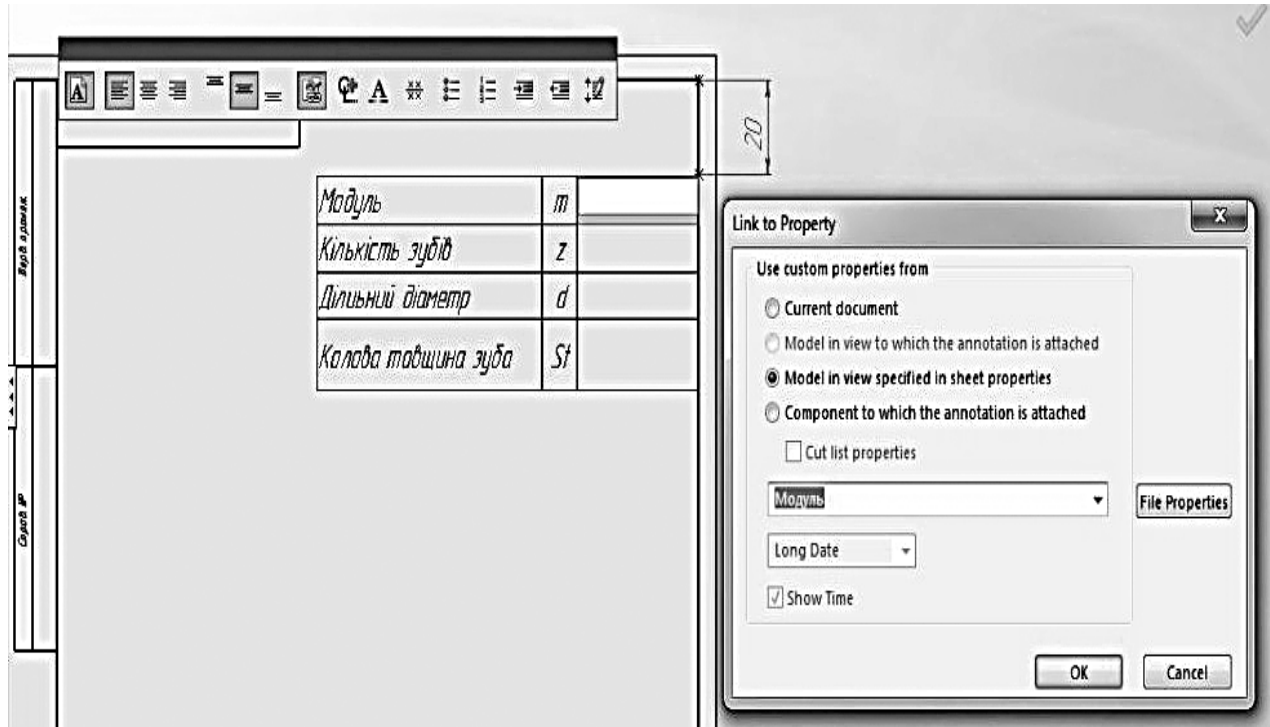 20
Модуль m
Кількість зубів z
Ділильний діаметр d
Колова товщина зуба St
Link to Property
Use custom properties from
Current document
Model in view to which the annotation is attached
Model in view specified in sheet properties
Component to which the annotation is attached
Cut list properties
Модуль
File Properties
Long Date
Show Time
OK
Cancel